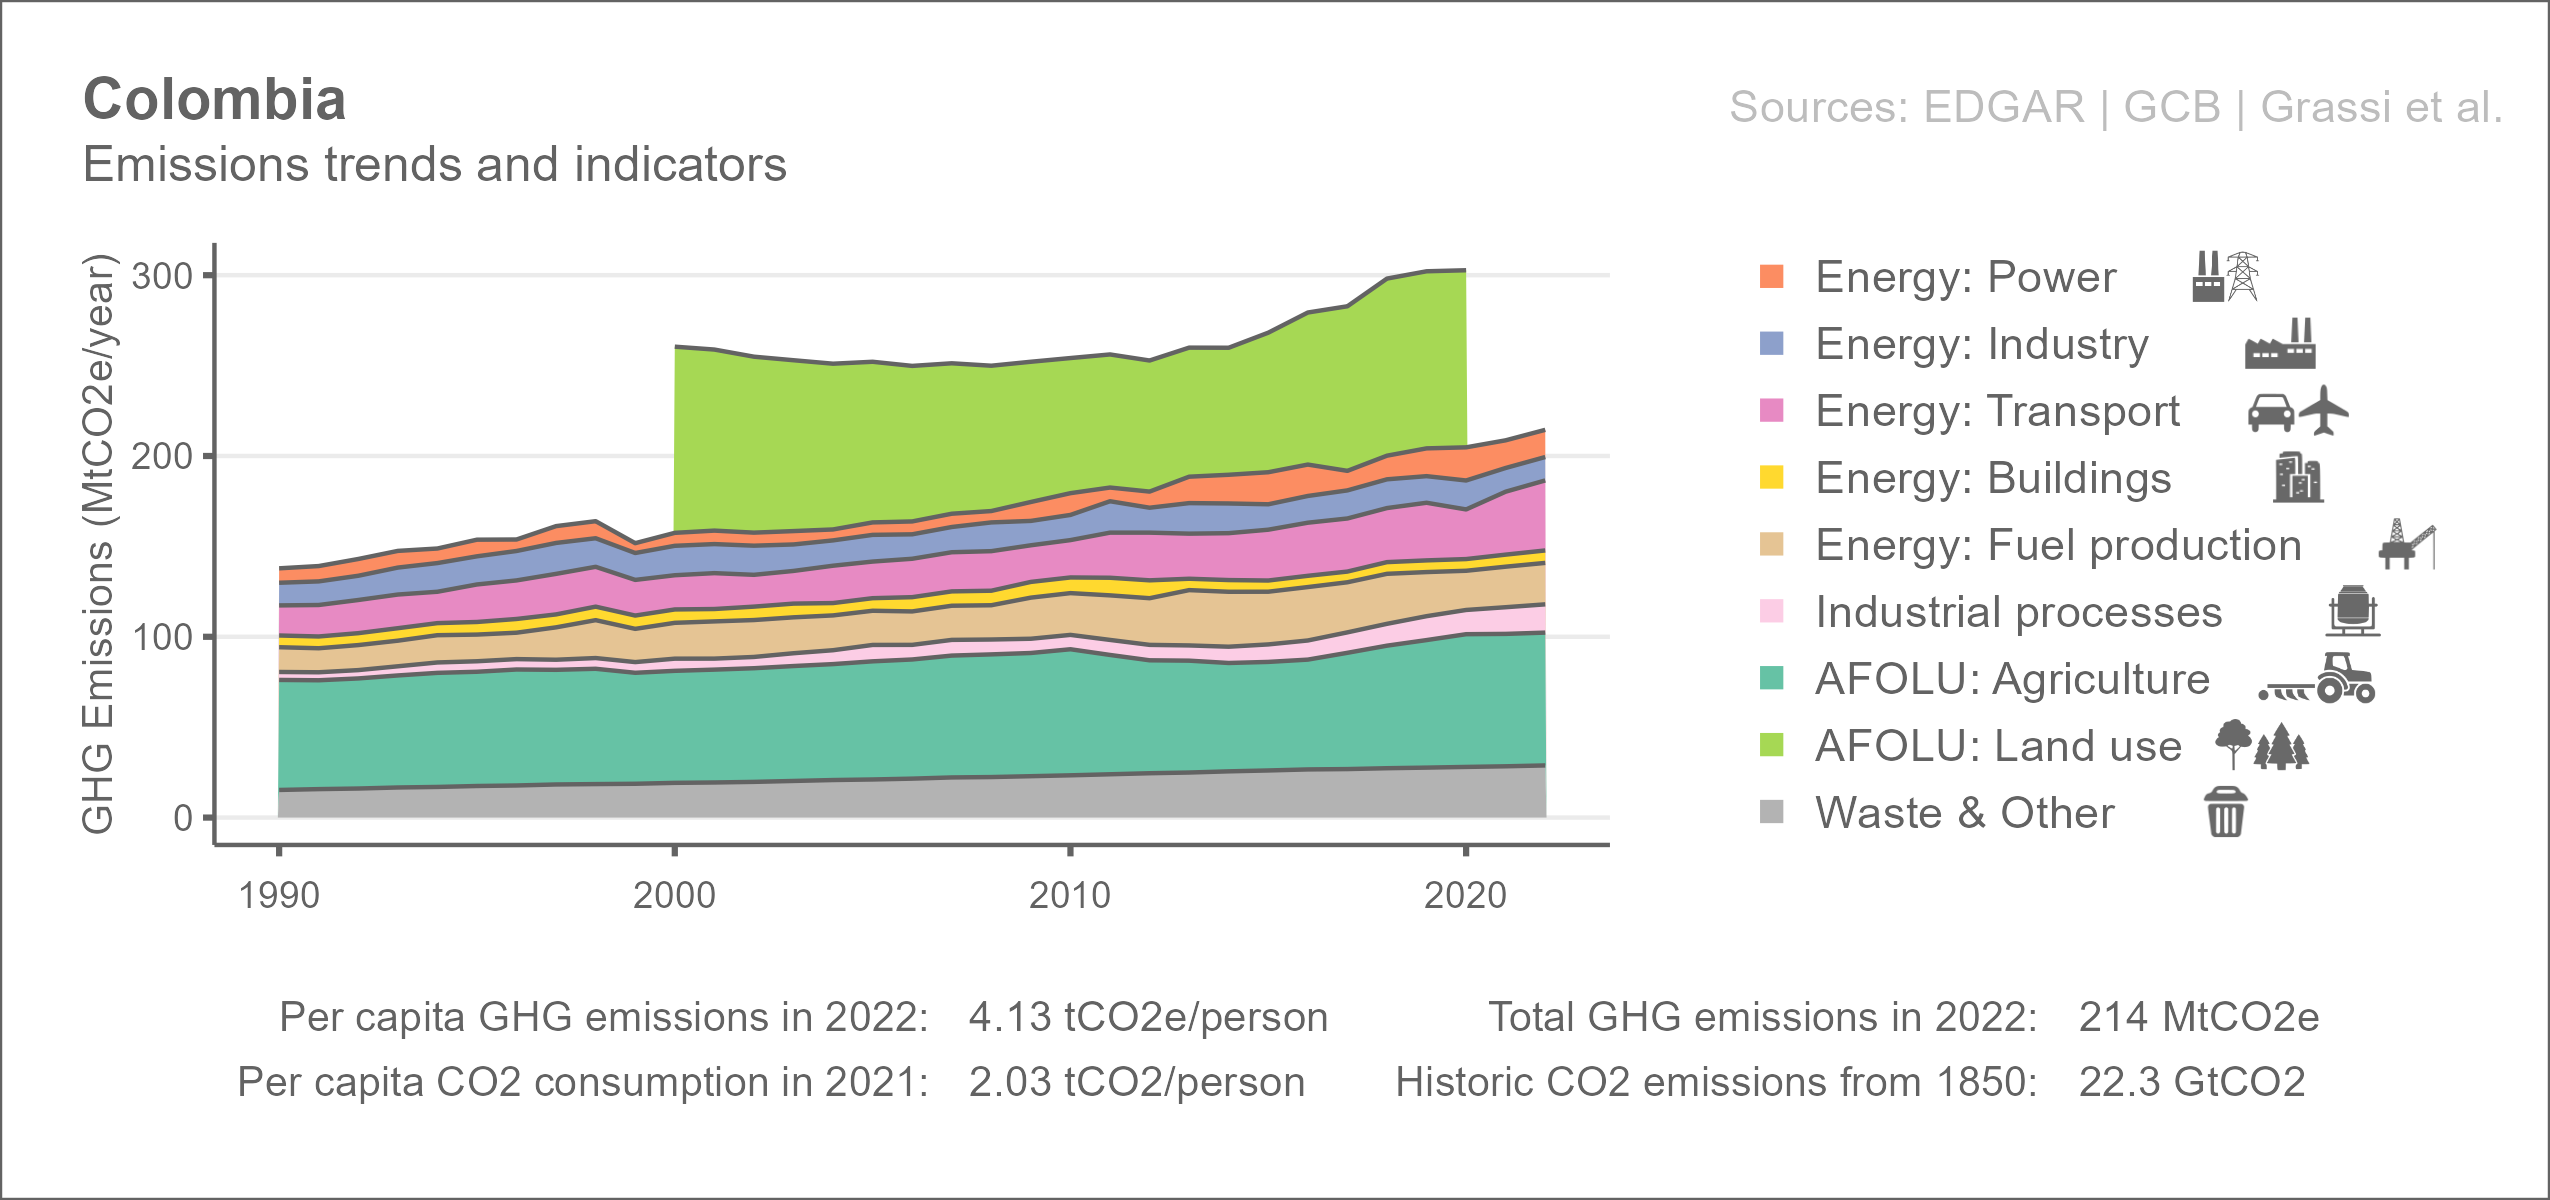 Colombia
Sources: EDGAR | GCB | Grassi et al.
Emissions trends and indicators
GHG Emissions (MtCO2e/year)
300
200
100
0
1990
2000
2010
2020
Energy: Power
Energy: Industry
Energy: Transport
Energy: Buildings
Energy: Fuel production
Industrial processes
AFOLU: Agriculture
AFOLU: Land use
Waste & Other
Per capita GHG emissions in 2022: 4.13 tCO2e/person
Total GHG emissions in 2022: 214 MtCO2e
Per capita CO2 consumption in 2021: 2.03 tCO2/person
Historic CO2 emissions from 1850: 22.3 GtCO2